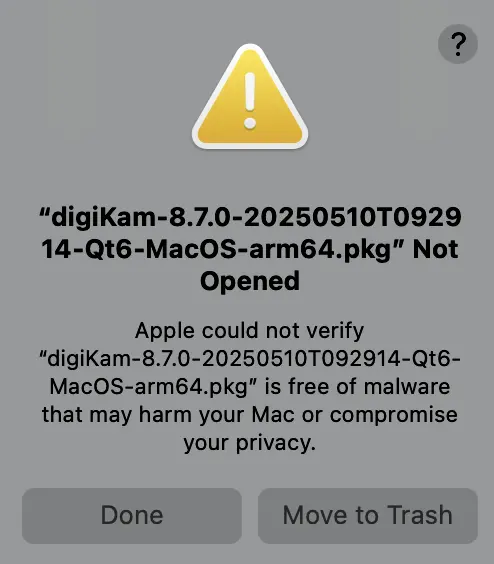 ?
“digiKam-8.7.0-20250510T0929
14-Qt6-MacOS-arm64.pkg” Not
Opened
Apple could not verify
“digiKam-8.7.0-20250510T092914-Qt6-
MacOS-arm64.pkg” is free of malware
that may harm your Mac or compromise
your privacy.
Done
Move to Trash